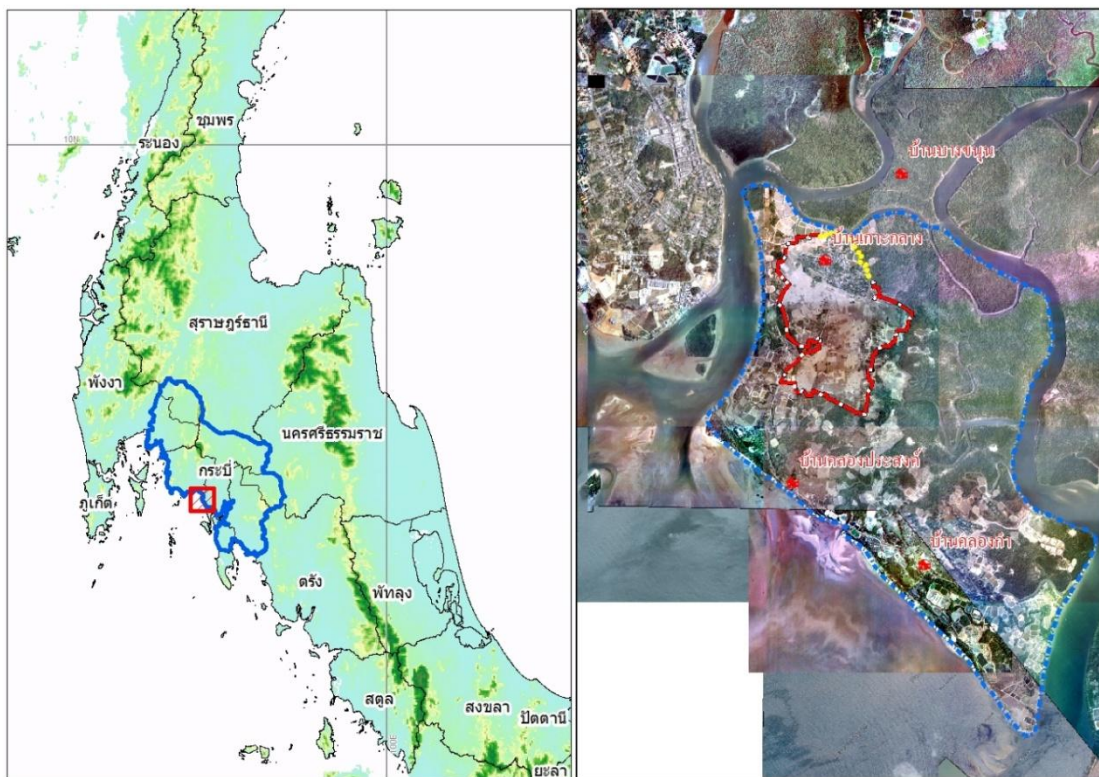 ชุมพร
10N
ระนอง
สุราษฎร์ธานี
พังงา
นครศรีธรรมราช
กระบี่
ภูเก็ต
ตรัง
พัทลุง
สตูล
สงขลา
ปัตตานี
100E
ยะลา
บ้านบางขนุน
บ้านเกาะกลาง
บ้านคลองประสงค์
บ้านคลองกำ